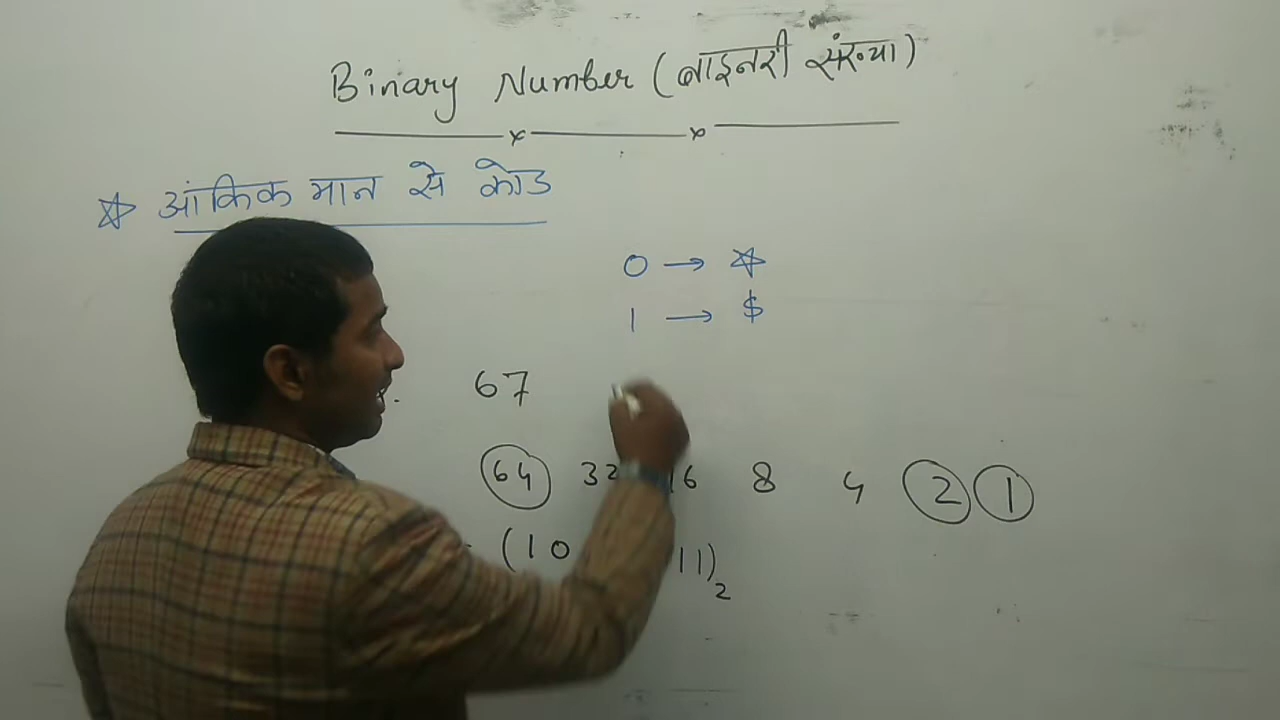 Binary Number (बाइनरी संख्या)
☆ आंकिक मान से कोड
0 → ☆
1 → $
67
64 32 16 8 4 2 1
(10 11)2